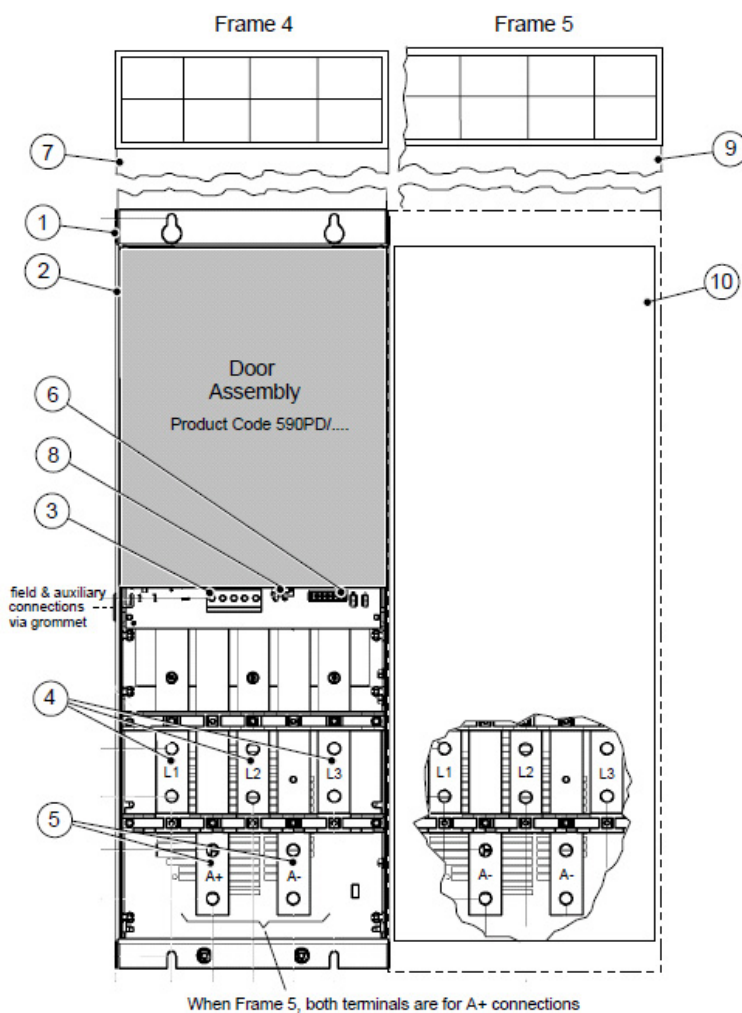 Frame 4
Frame 5
7
9
1
2
10
Door
Assembly
Product Code 590PD/....
6
8
3
field & auxiliary
connections
via grommet
4
L1
L2
L3
L1
L2
L3
5
A+
A-
A-
A-
When Frame 5, both terminals are for A+ connections